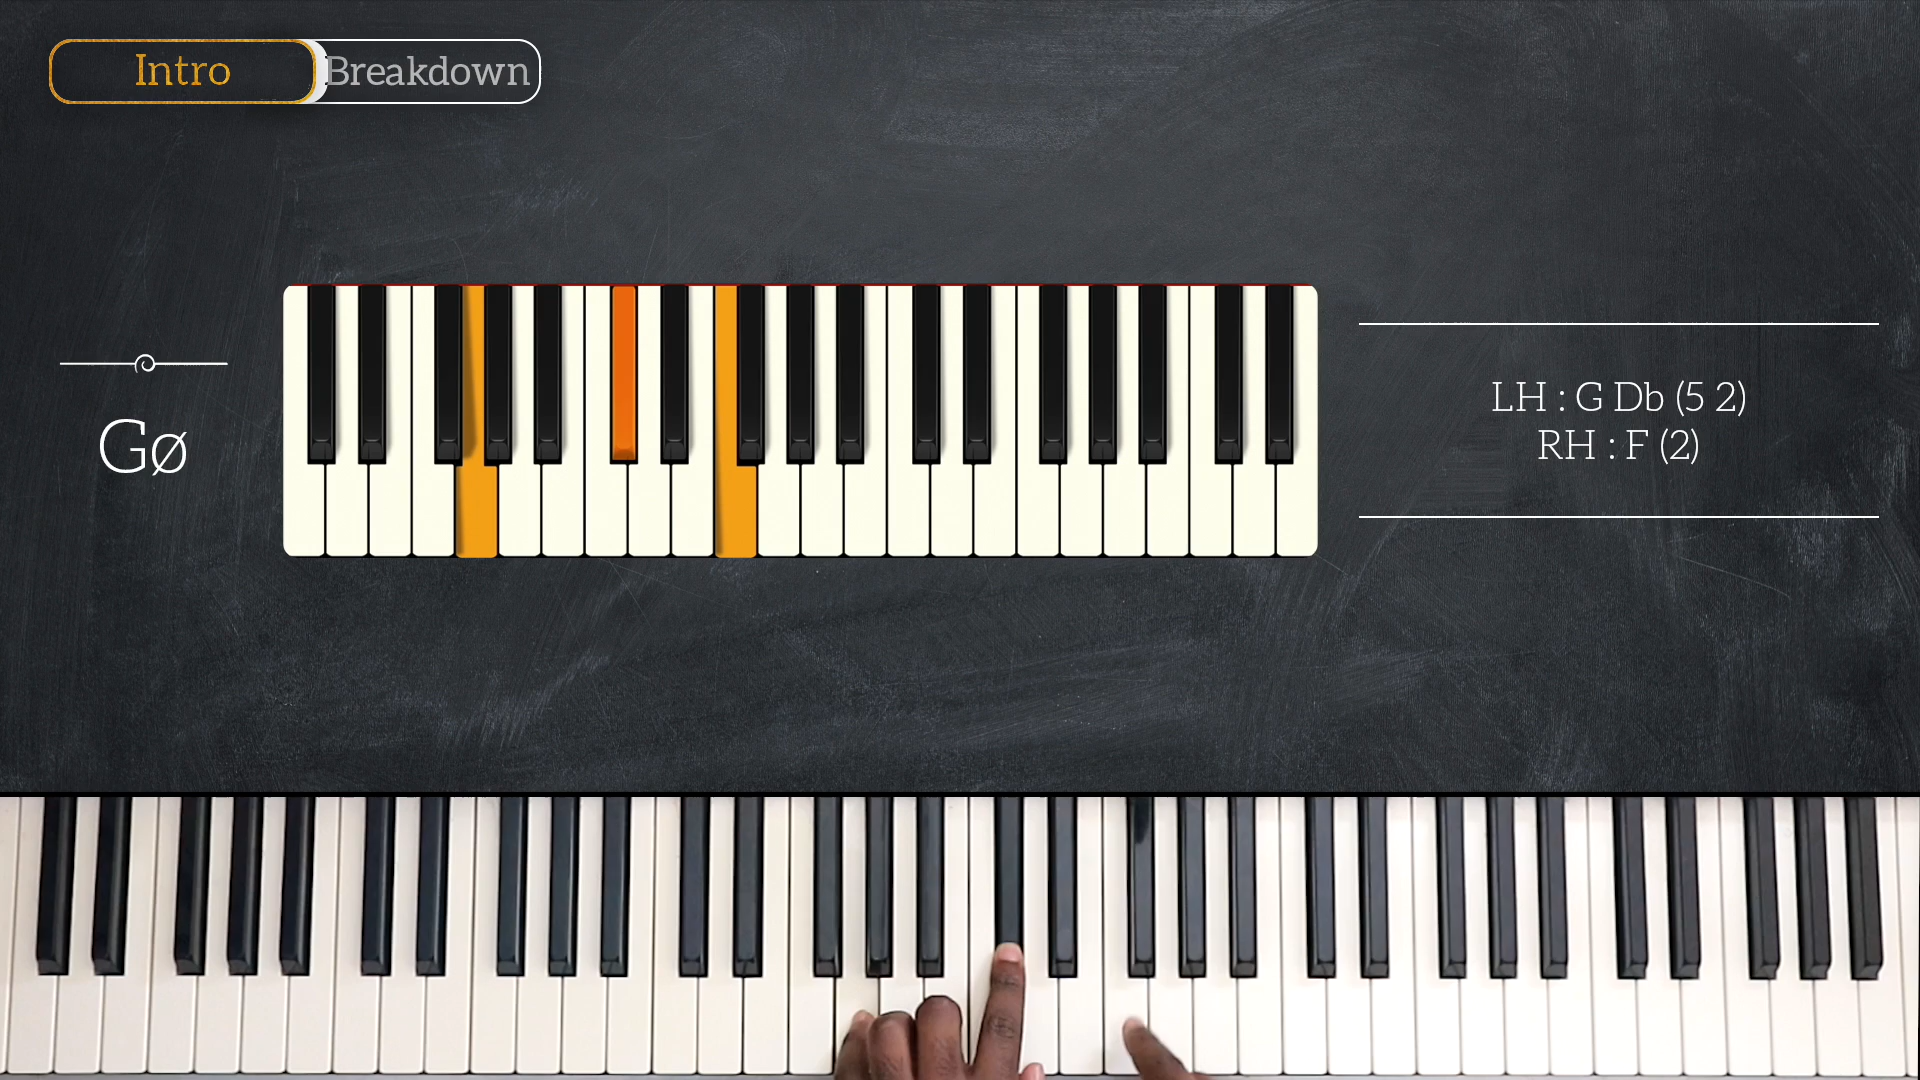 Intro
Breakdown
Gø
LH : G Db (5 2)
RH : F (2)